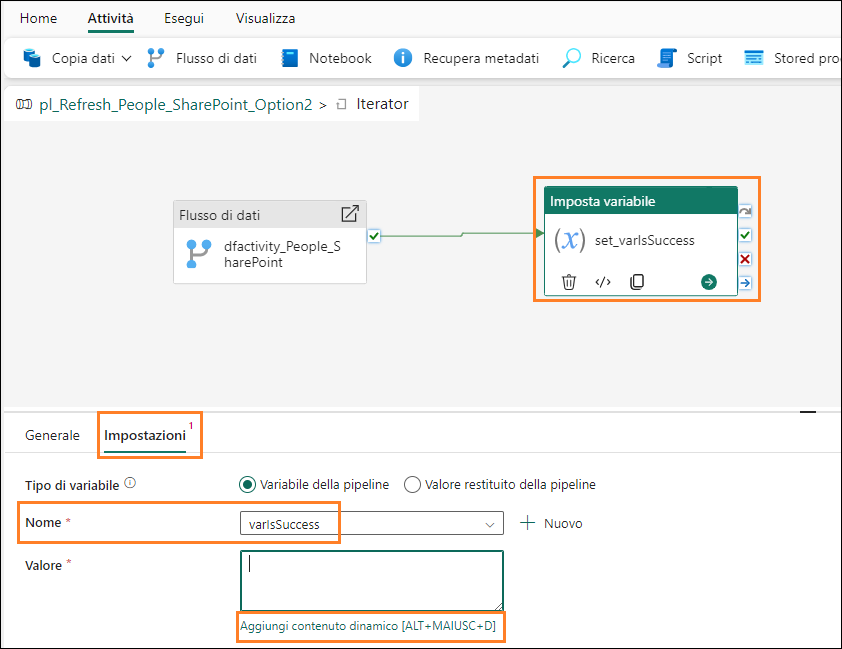 Home Attività Esegui Visualizza
Copia dati Flusso di dati Notebook Recupera metadati Ricerca Script Stored pro
pl_Refresh_People_SharePoint_Option2 > Iterator
Flusso di dati
dfactivity_People_S
harePoint
Imposta variabile
(x) set_varIsSuccess
Generale Impostazioni 1
Tipo di variabile Variabile della pipeline Valore restituito della pipeline
Nome * varIsSuccess Nuovo
Valore *
Aggiungi contenuto dinamico [ALT+MAIUSC+D]